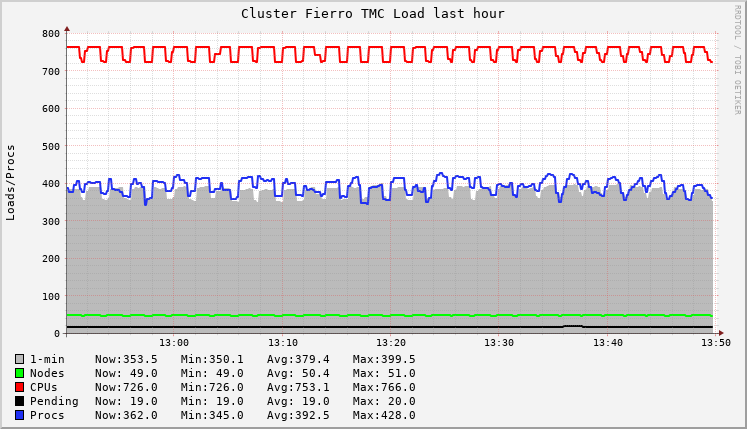 Cluster Fierro TMC Load last hour
RRDTOOL / TOBI OETIKER
Loads/Procs
800
700
600
500
400
300
200
100
0
13:00 13:10 13:20 13:30 13:40 13:50
1-min Now:353.5 Min:350.1 Avg:379.4 Max:399.5
Nodes Now: 49.0 Min: 49.0 Avg: 50.4 Max: 51.0
CPUs Now:726.0 Min:726.0 Avg:753.1 Max:766.0
Pending Now: 19.0 Min: 19.0 Avg: 19.0 Max: 20.0
Procs Now:362.0 Min:345.0 Avg:392.5 Max:428.0